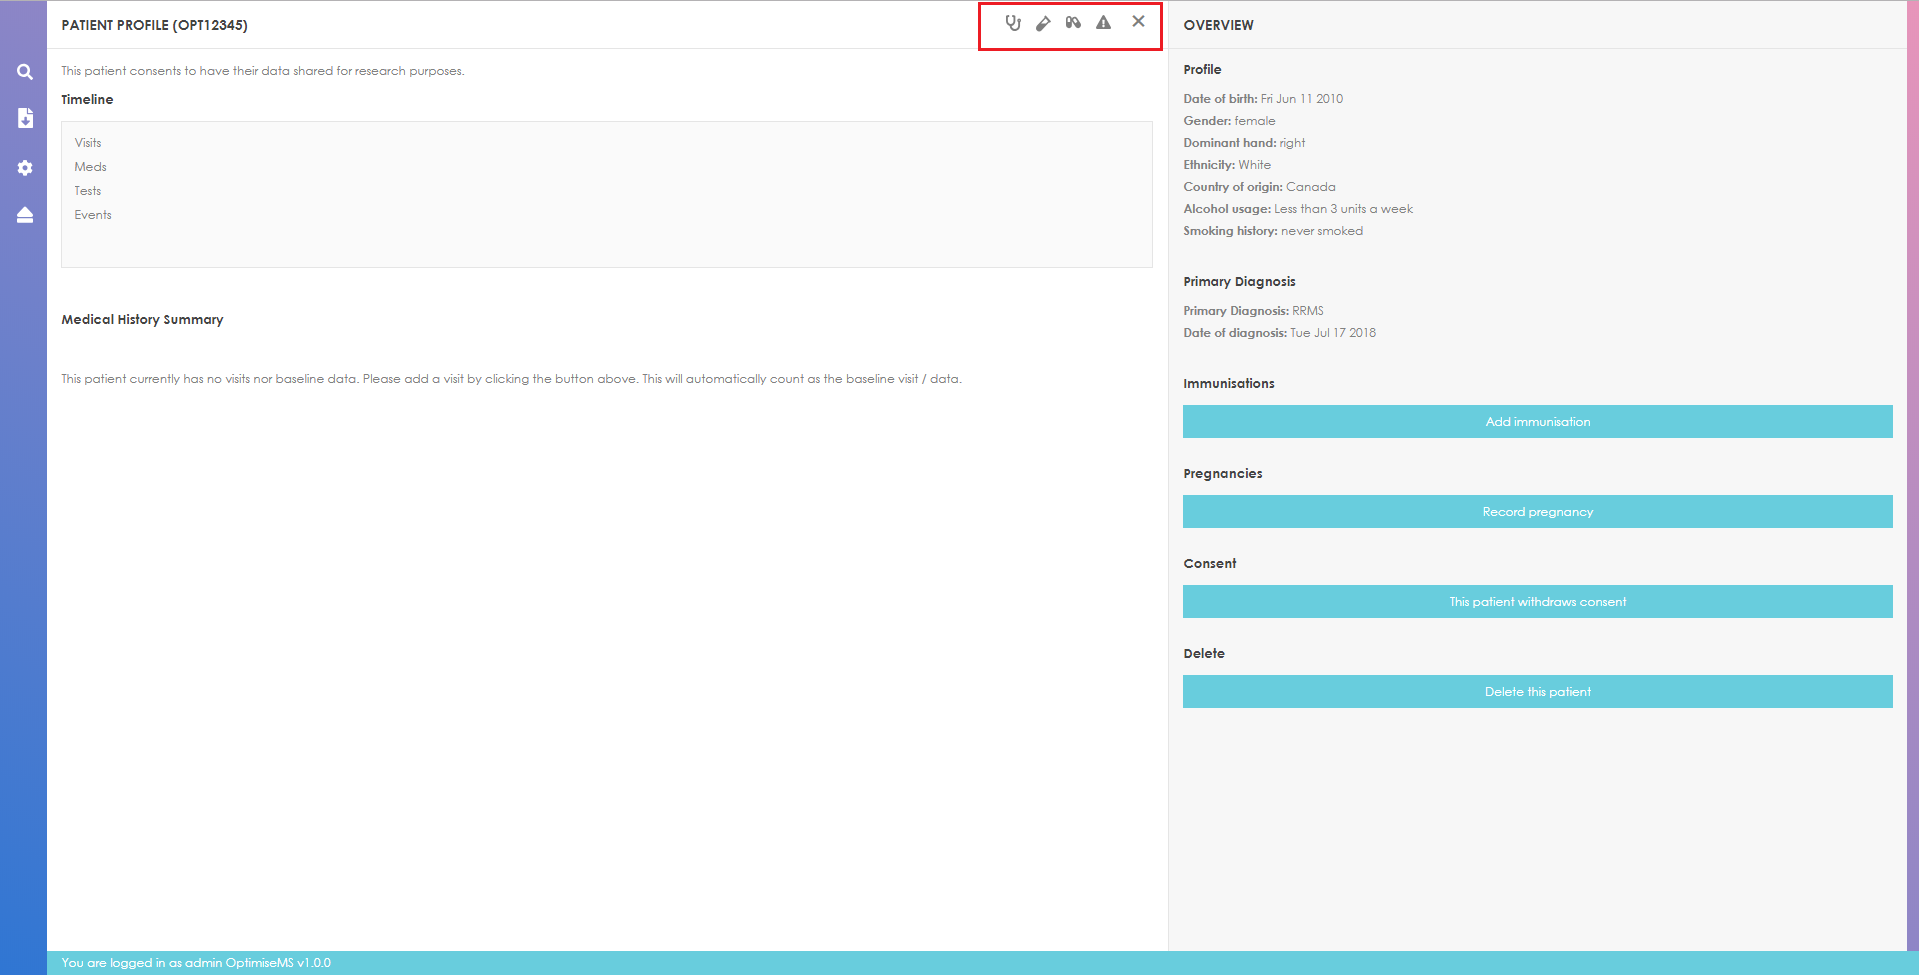 PATIENT PROFILE (OPT12345)
This patient consents to have their data shared for research purposes.
Timeline
Visits
Meds
Tests
Events
Medical History Summary
This patient currently has no visits nor baseline data. Please add a visit by clicking the button above. This will automatically count as the baseline visit / data.
OVERVIEW
Profile
Date of birth: Fri Jun 11 2010
Gender: female
Dominant hand: right
Ethnicity: White
Country of origin: Canada
Alcohol usage: Less than 3 units a week
Smoking history: never smoked
Primary Diagnosis
Primary Diagnosis: RRMS
Date of diagnosis: Tue Jul 17 2018
Immunisations
Add immunisation
Pregnancies
Record pregnancy
Consent
This patient withdraws consent
Delete
Delete this patient
You are logged in as admin OptimiseMS v1.0.0